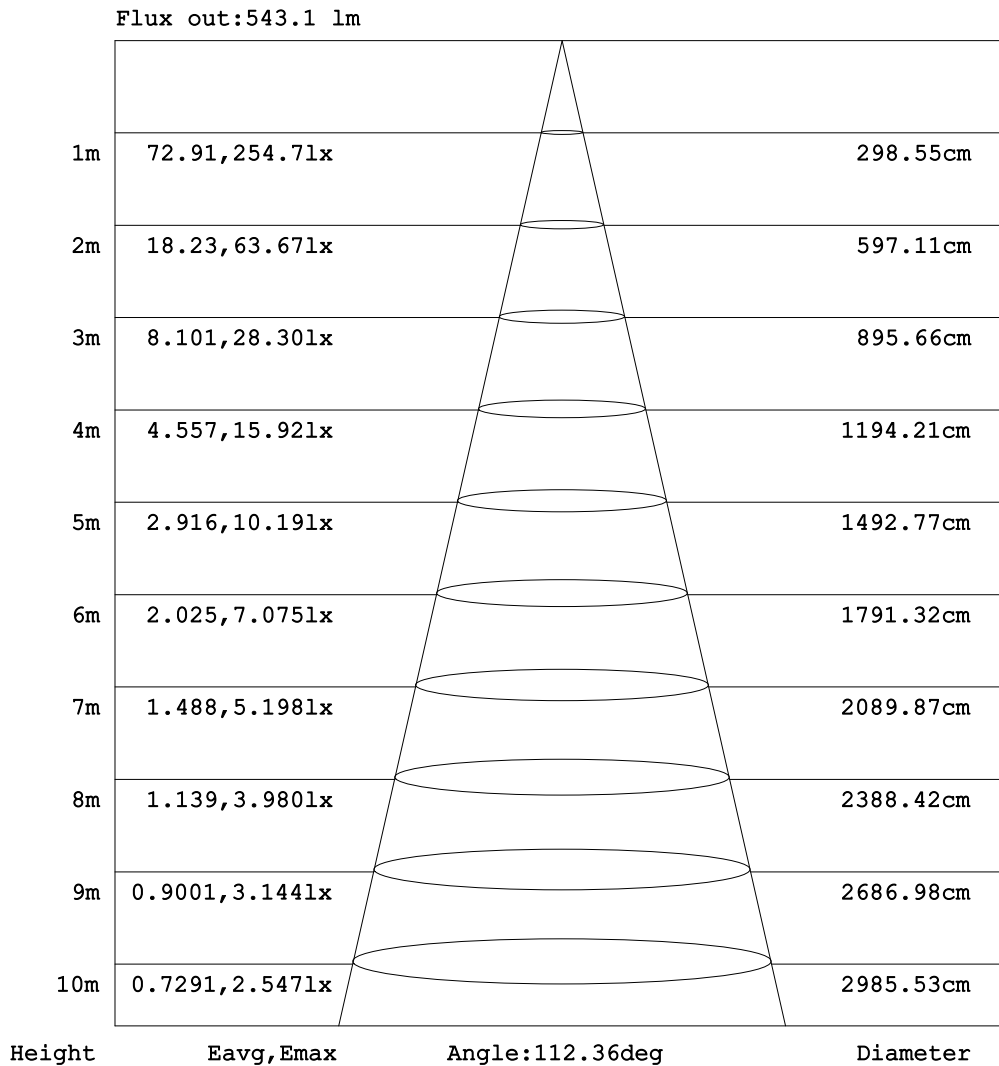 Flux out:543.1 lm
1m 72.91,254.7lx 298.55cm
2m 18.23,63.67lx 597.11cm
3m 8.101,28.30lx 895.66cm
4m 4.557,15.92lx 1194.21cm
5m 2.916,10.19lx 1492.77cm
6m 2.025,7.075lx 1791.32cm
7m 1.488,5.198lx 2089.87cm
8m 1.139,3.980lx 2388.42cm
9m 0.9001,3.144lx 2686.98cm
10m 0.7291,2.547lx 2985.53cm
Height Eavg,Emax Angle:112.36deg Diameter